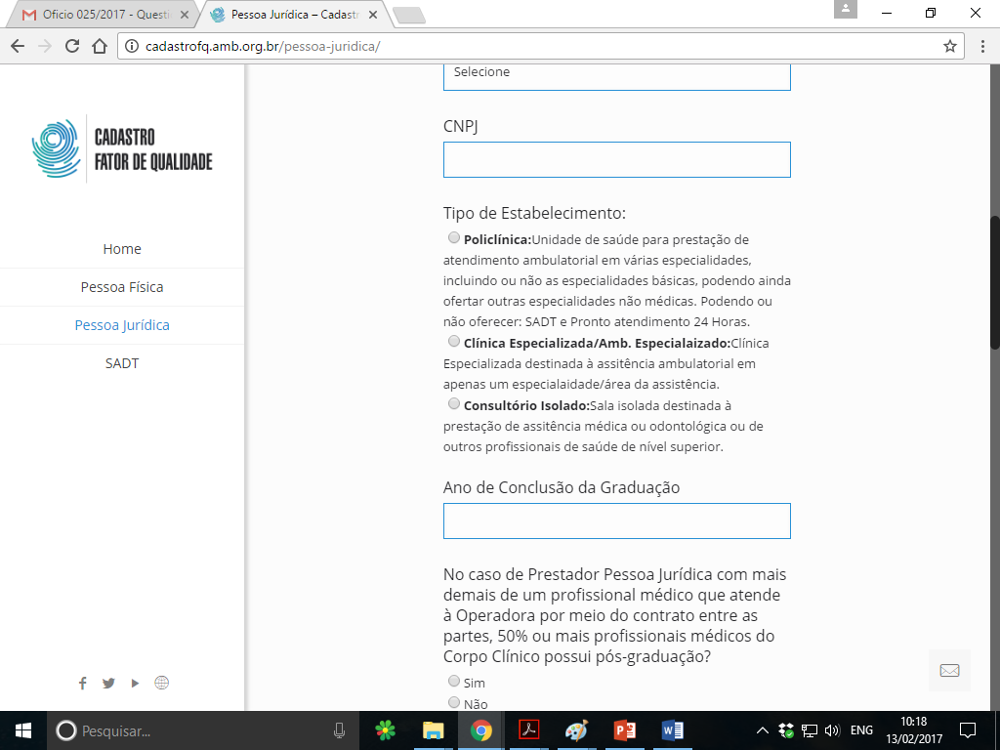 Oficio 025/2017 - Questi
Pessoa Jurídica – Cadastr
cadastrofq.amb.org.br/pessoa-juridica/
CADASTRO
FATOR DE QUALIDADE
Home
Pessoa Física
Pessoa Jurídica
SADT
Selecione
CNPJ
Tipo de Estabelecimento:
Policlínica:Unidade de saúde para prestação de
atendimento ambulatorial em várias especialidades,
incluindo ou não as especialidades básicas, podendo ainda
ofertar outras especialidades não médicas. Podendo ou
não oferecer: SADT e Pronto atendimento 24 Horas.
Clínica Especializada/Amb. Especialaizado:Clínica
Especializada destinada à assitência ambulatorial em
apenas um especialaidade/área da assistência.
Consultório Isolado:Sala isolada destinada à
prestação de assitência médica ou odontológica ou de
outros profissionais de saúde de nível superior.
Ano de Conclusão da Graduação
No caso de Prestador Pessoa Jurídica com mais
demais de um profissional médico que atende
à Operadora por meio do contrato entre as
partes, 50% ou mais profissionais médicos do
Corpo Clínico possui pós-graduação?
Sim
Não
Pesquisar...
ENG
10:18
13/02/2017